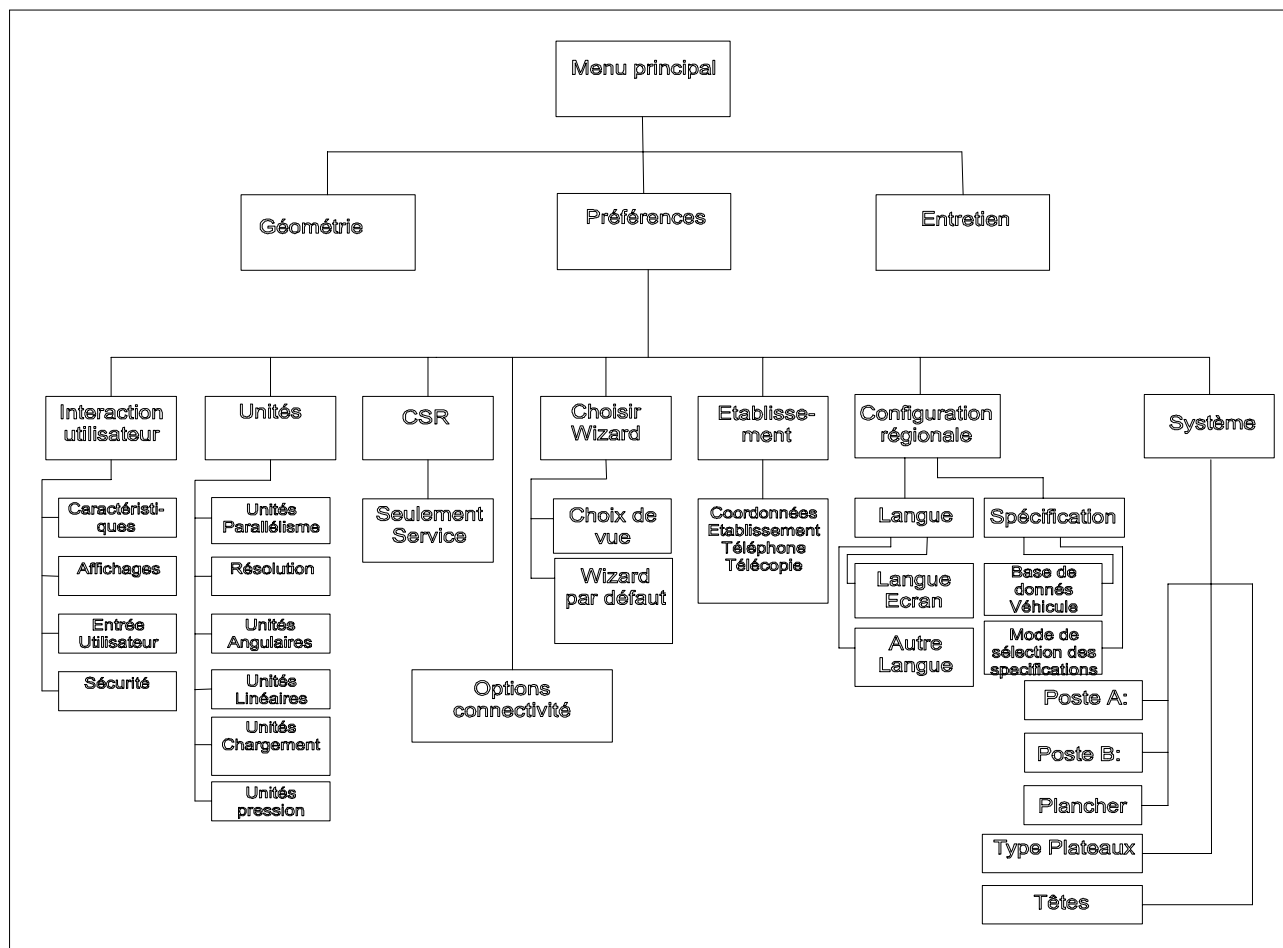 Menu principal
Géométrie
Préférences
Entretien
Interaction
utilisateur
Unités
CSR
Choisir
Wizard
Etablisse-
ment
Configuration
régionale
Système
Caractéristi-
ques
Affichages
Entrée
Utilisateur
Sécurité
Unités
Parallélisme
Résolution
Unités
Angulaires
Unités
Linéaires
Unités
Chargement
Unités
pression
Seulement
Service
Options
connectivité
Choix de
vue
Wizard
par défaut
Coordonnées
Etablissement
Téléphone
Télécopie
Langue
Langue
Ecran
Autre
Langue
Spécification
Base de
donnés
Véhicule
Mode de
sélection des
specifications
Poste A:
Poste B:
Plancher
Type Plateaux
Têtes